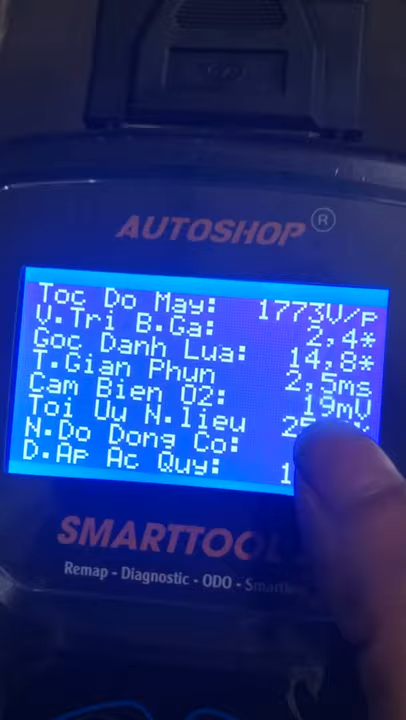 AUTOSHOP ®
Toc Do May: 1773V/p
V.Tri B.Ga: 2,4*
Goc Danh Lua: 14,8*
T.Gian Phun 2,5ms
Cam Bien O2: 19mV
Toi Uu N.lieu
N.Do Dong Co:
D.Ap Ac Quy:
SMARTTOOL
Remap - Diagnostic - ODO -